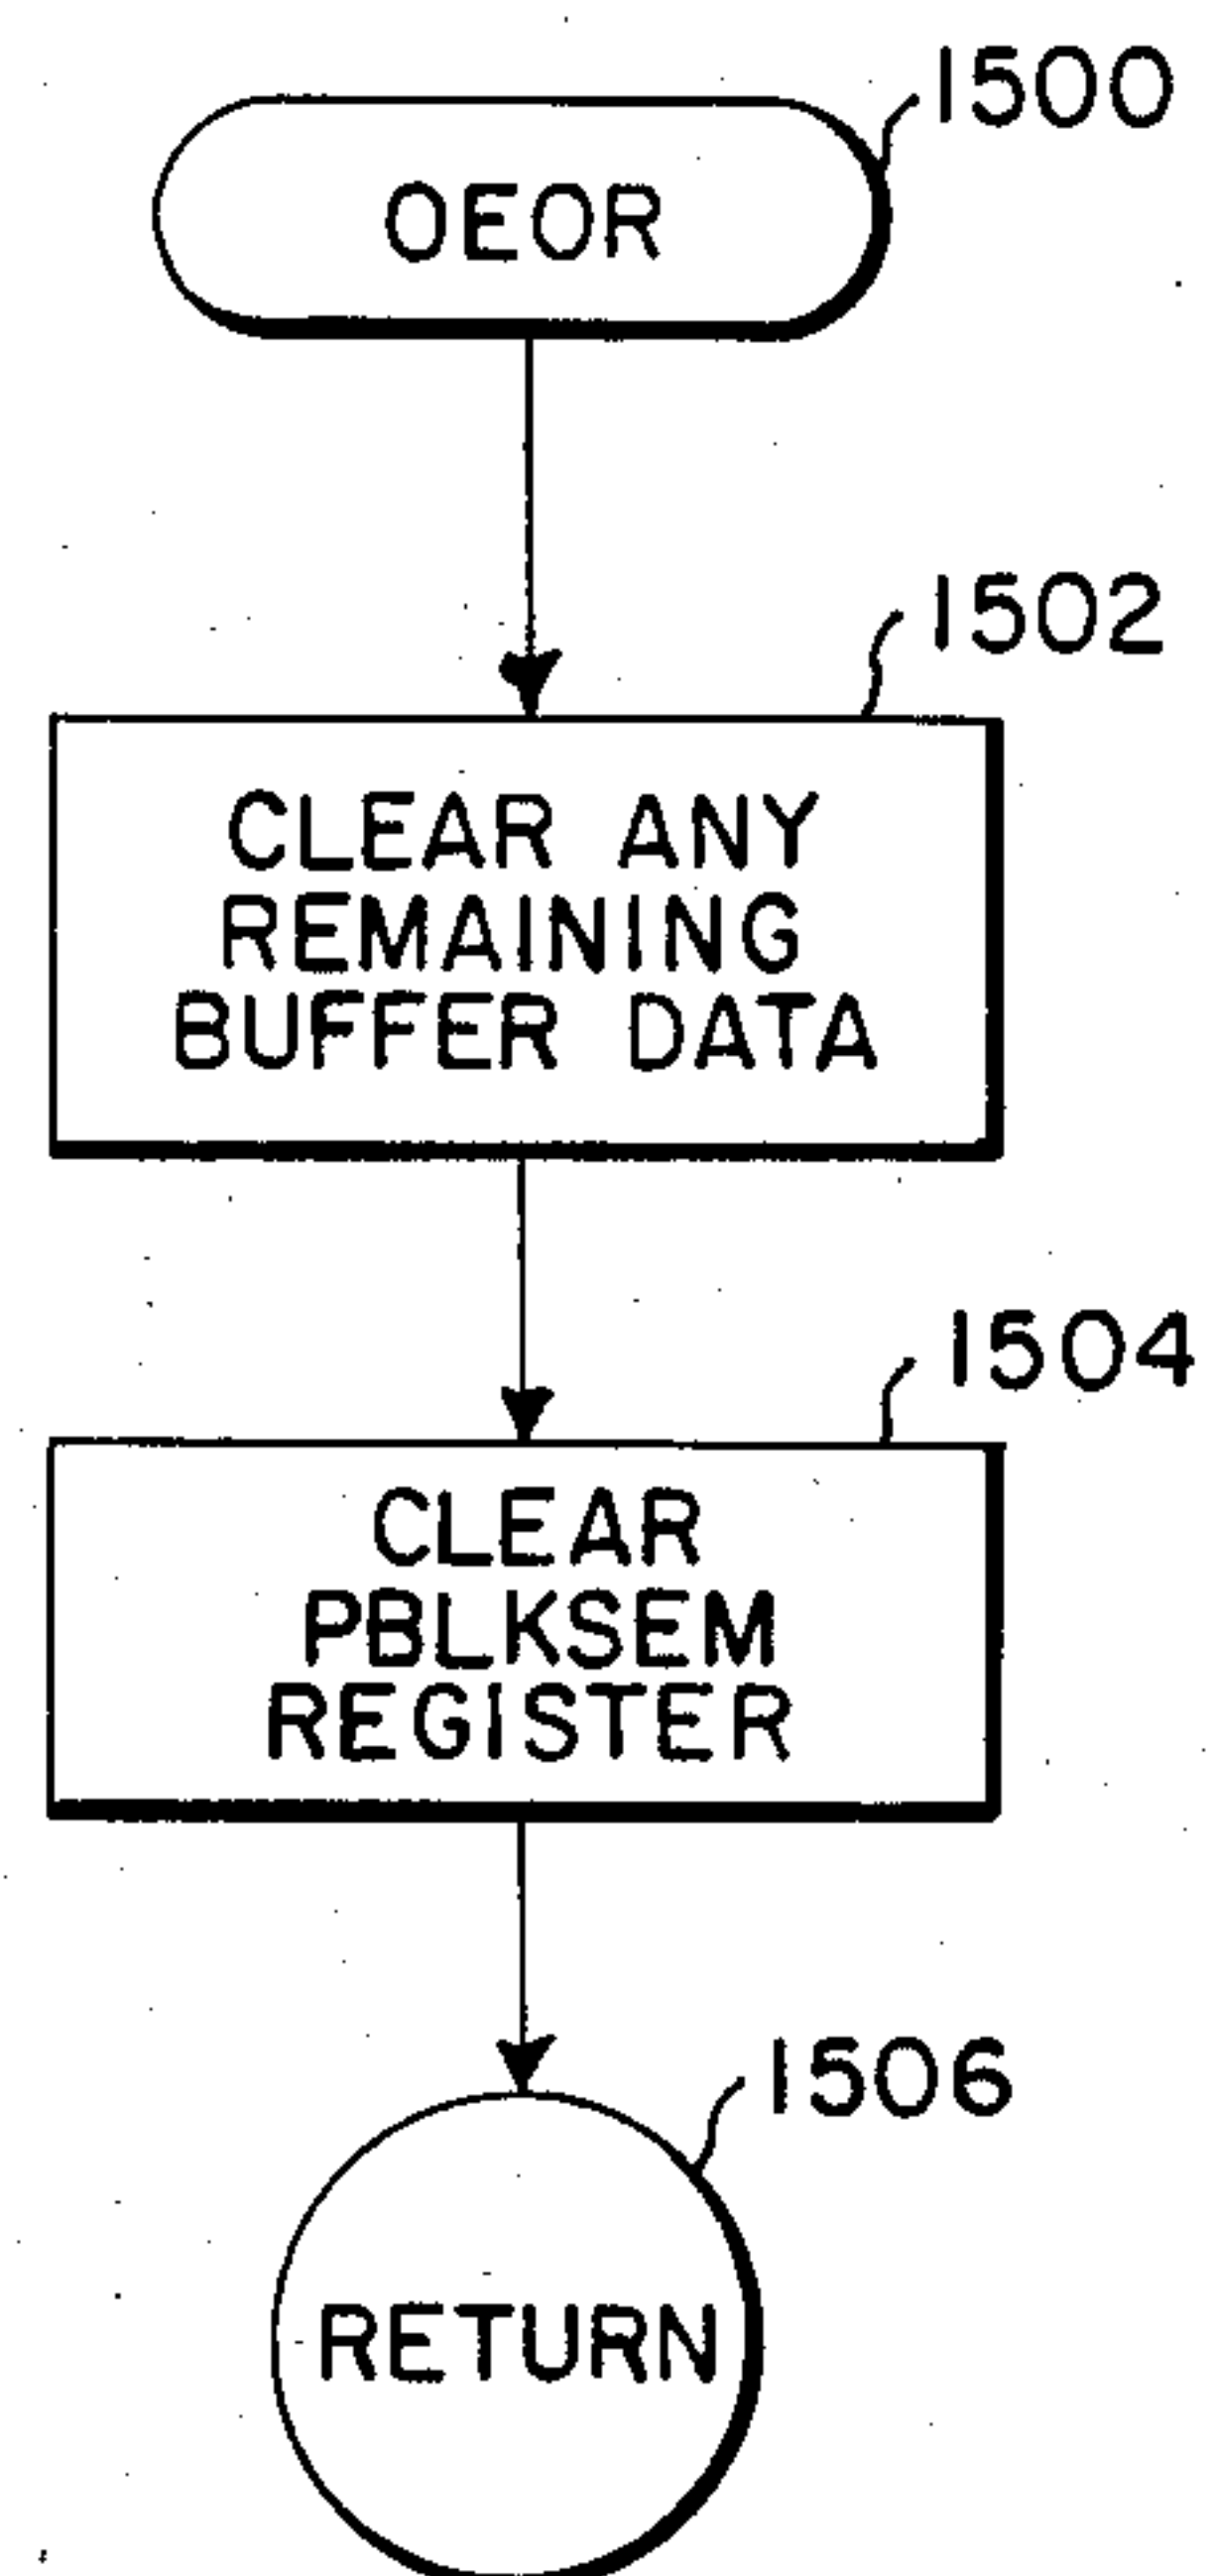 1500
OEOR
1502
CLEAR ANY
REMAINING
BUFFER DATA
1504
CLEAR
PBLKSEM
REGISTER
1506
RETURN